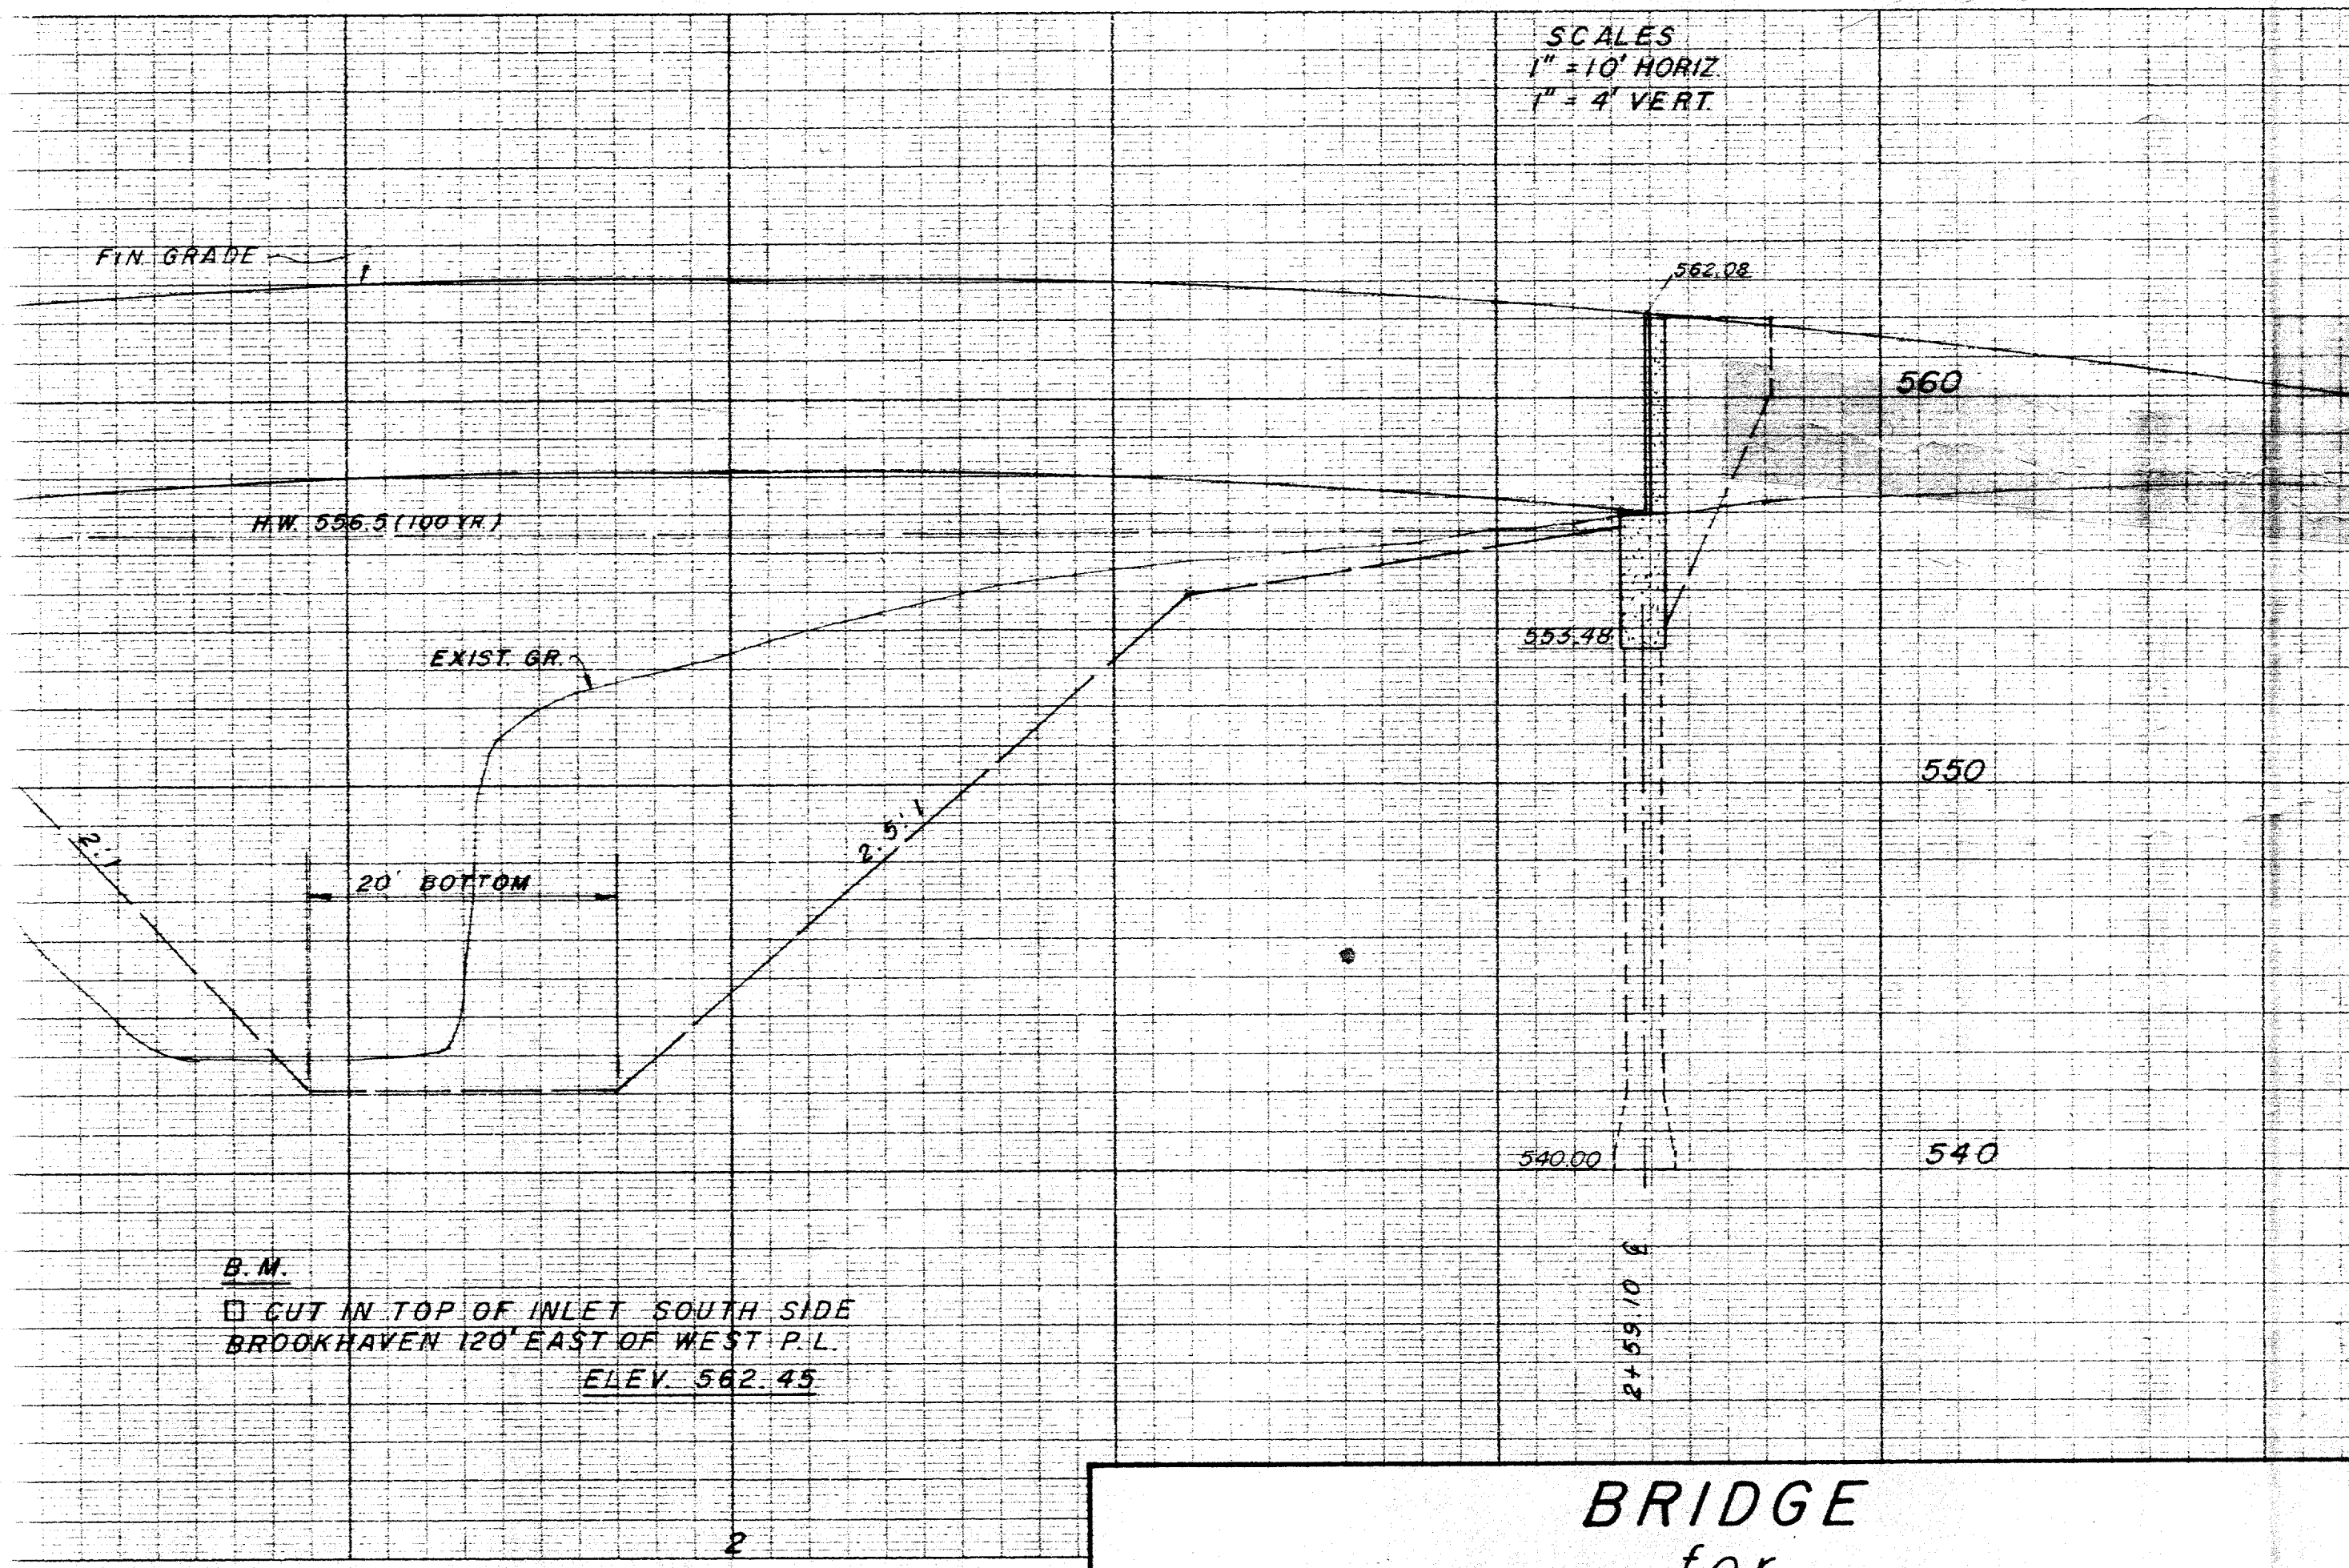 SCALES
1" = 10' HORIZ.
1" = 4' VERT.
FIN. GRADE
562.08
560
H.W. 556.5 (100 YR.)
553.48
EXIST. GR.
550
2:1
2.5:1
20' BOTTOM
540.00
540
2+59.10 ℄
B.M.
□ CUT IN TOP OF INLET SOUTH SIDE
BROOKHAVEN 120' EAST OF WEST P.L.
ELEV. 562.45
2
BRIDGE
for